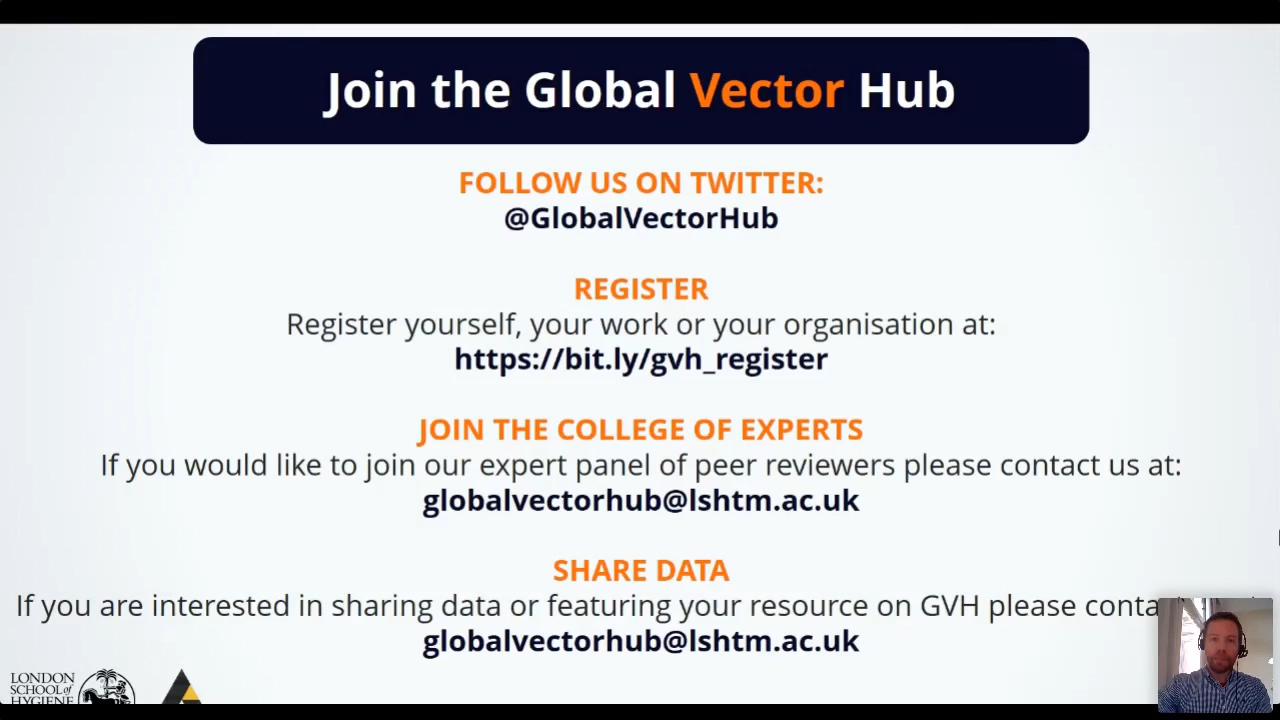 Join the Global Vector Hub
FOLLOW US ON TWITTER:
@GlobalVectorHub
REGISTER
Register yourself, your work or your organisation at:
https://bit.ly/gvh_register
JOIN THE COLLEGE OF EXPERTS
If you would like to join our expert panel of peer reviewers please contact us at:
globalvectorhub@lshtm.ac.uk
SHARE DATA
If you are interested in sharing data or featuring your resource on GVH please
globalvectorhub@lshtm.ac.uk
LONDON
SCHOOL of
HYGIENE